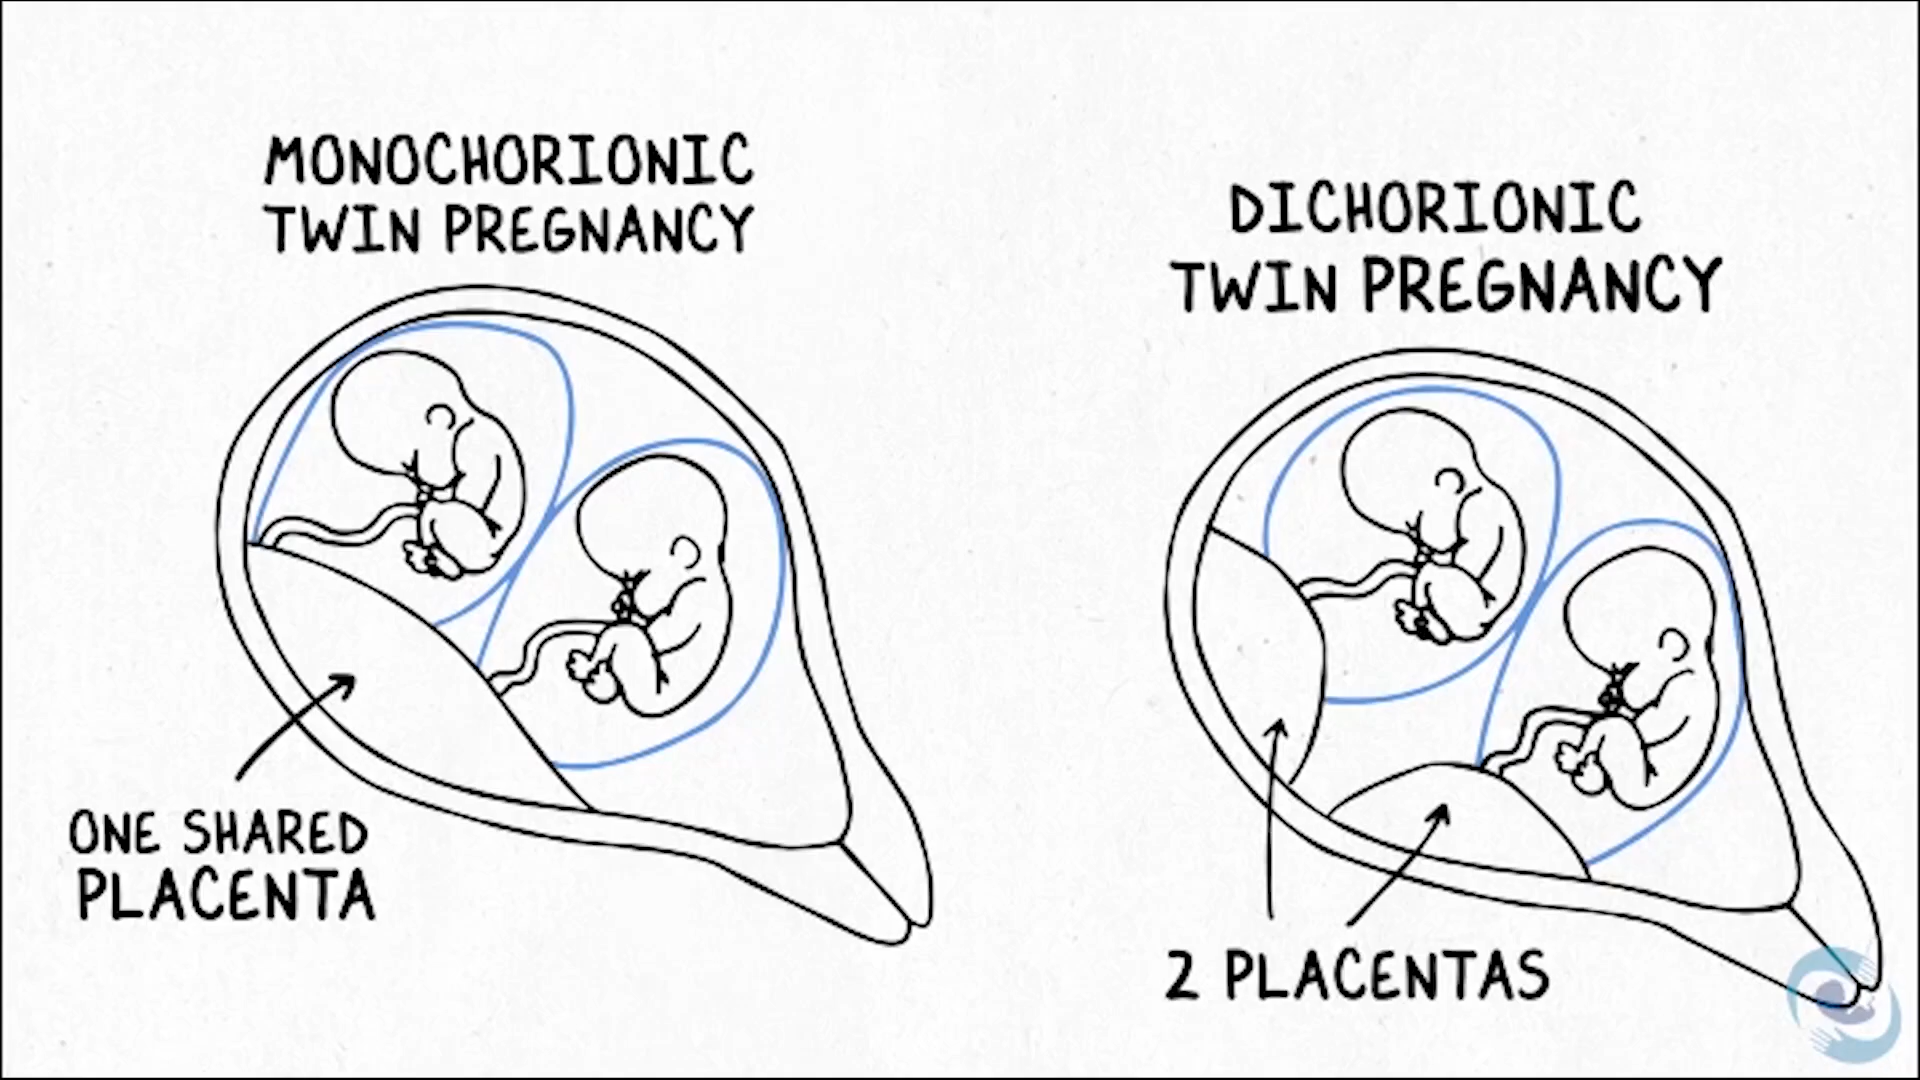 MONOCHORIONIC
TWIN PREGNANCY
ONE SHARED
PLACENTA
DICHORIONIC
TWIN PREGNANCY
2 PLACENTAS